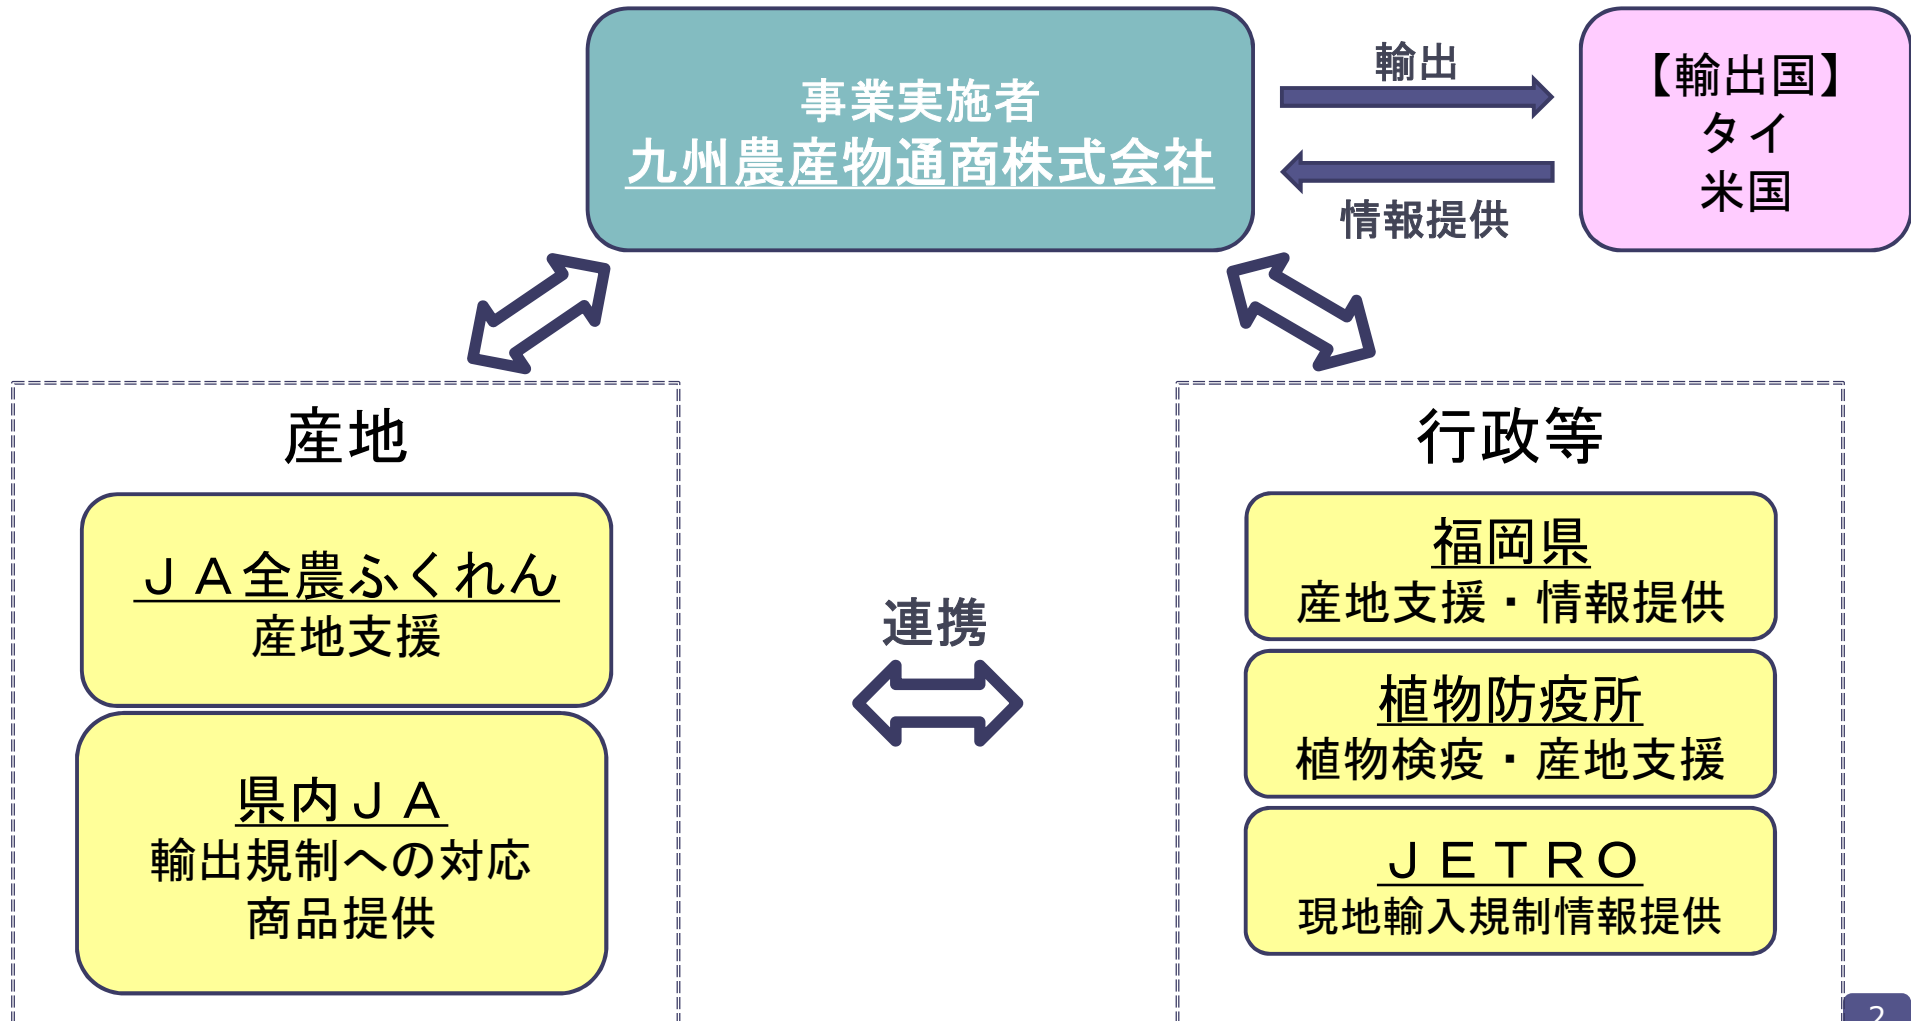 事業実施者
九州農産物通商株式会社
輸出
情報提供
【輸出国】
タイ
米国
産地
ＪＡ全農ふくれん
産地支援
県内ＪＡ
輸出規制への対応
商品提供
連携
行政等
福岡県
産地支援・情報提供
植物防疫所
植物検疫・産地支援
ＪＥＴＲＯ
現地輸入規制情報提供
2